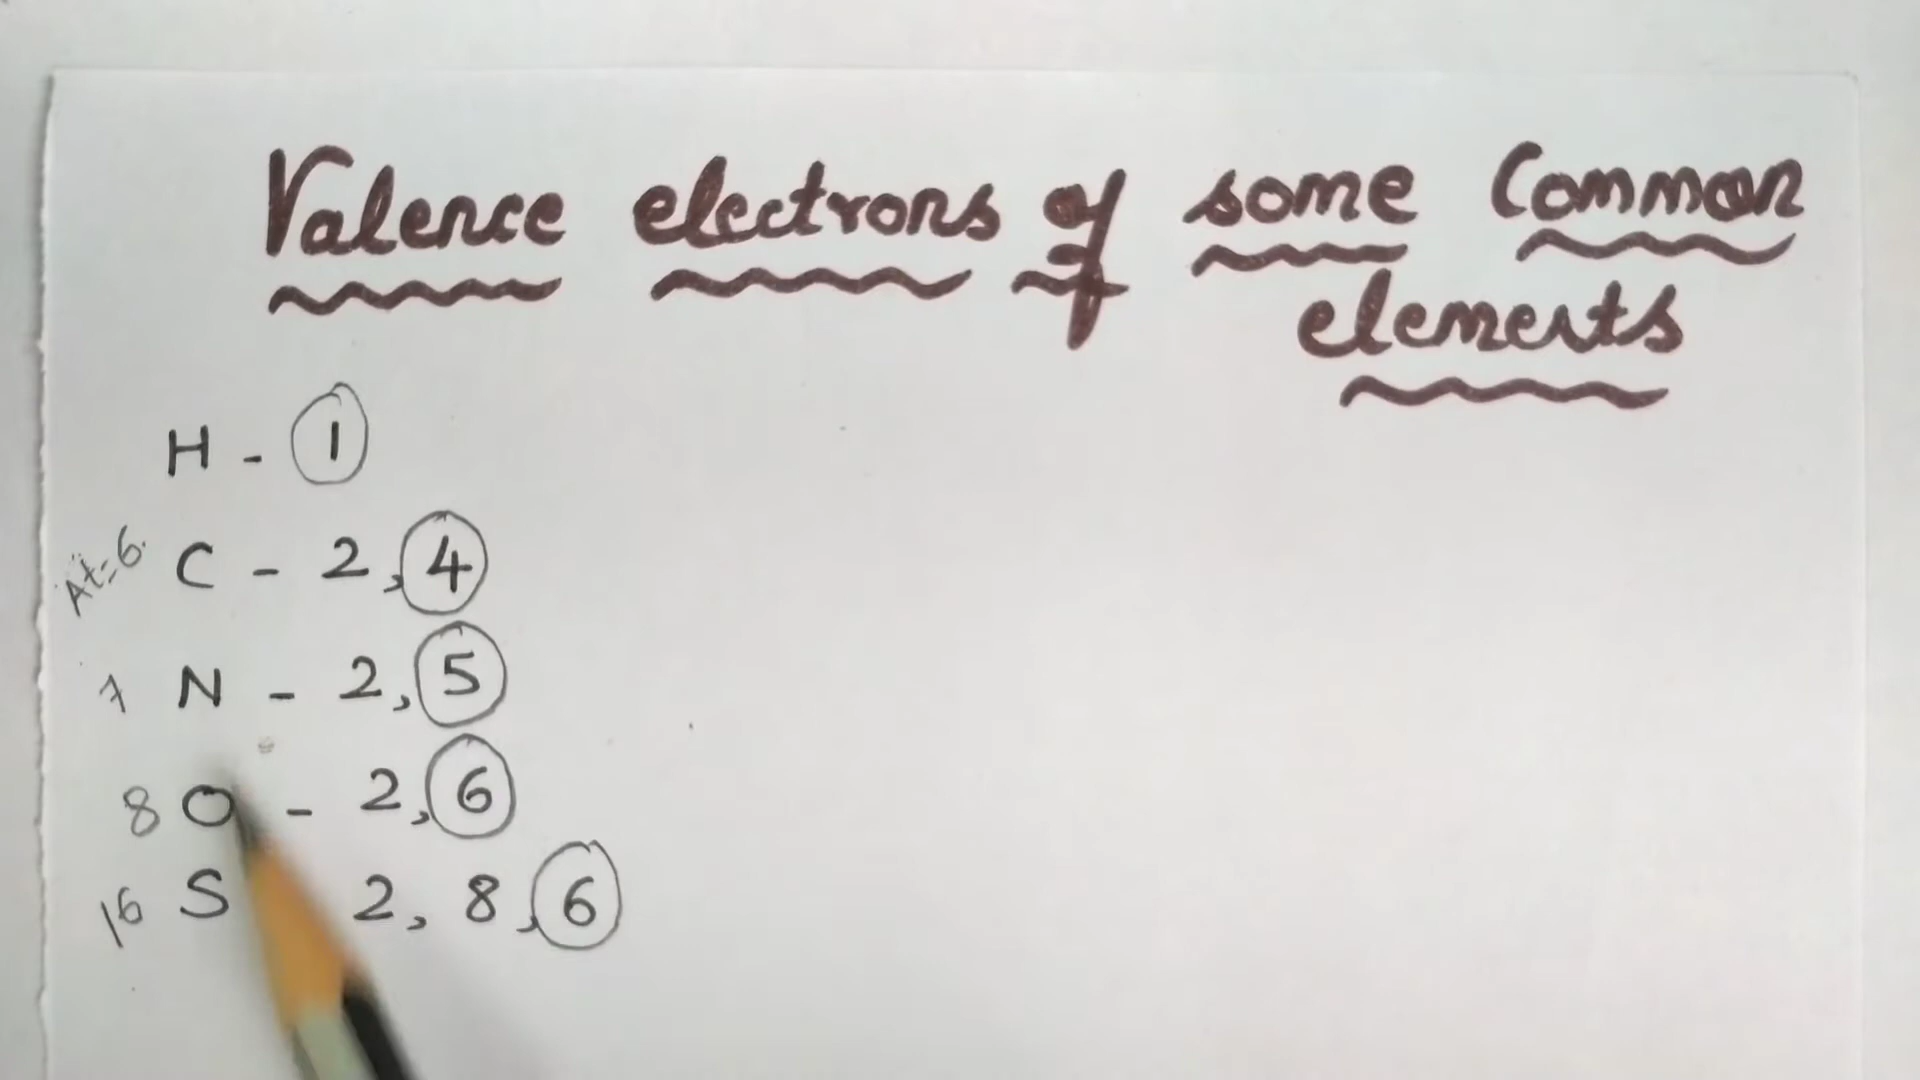 Valence electrons of some Common
elements
H - 1
At=6 C - 2,4
7 N - 2,5
8 O - 2,6
16 S 2, 8,6